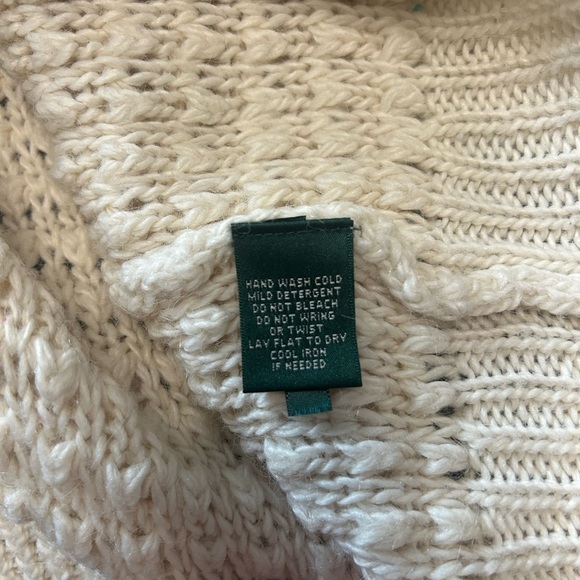 HAND WASH COLD
MILD DETERGENT
DO NOT BLEACH
DO NOT WRING
OR TWIST
LAY FLAT TO DRY
COOL IRON
IF NEEDED